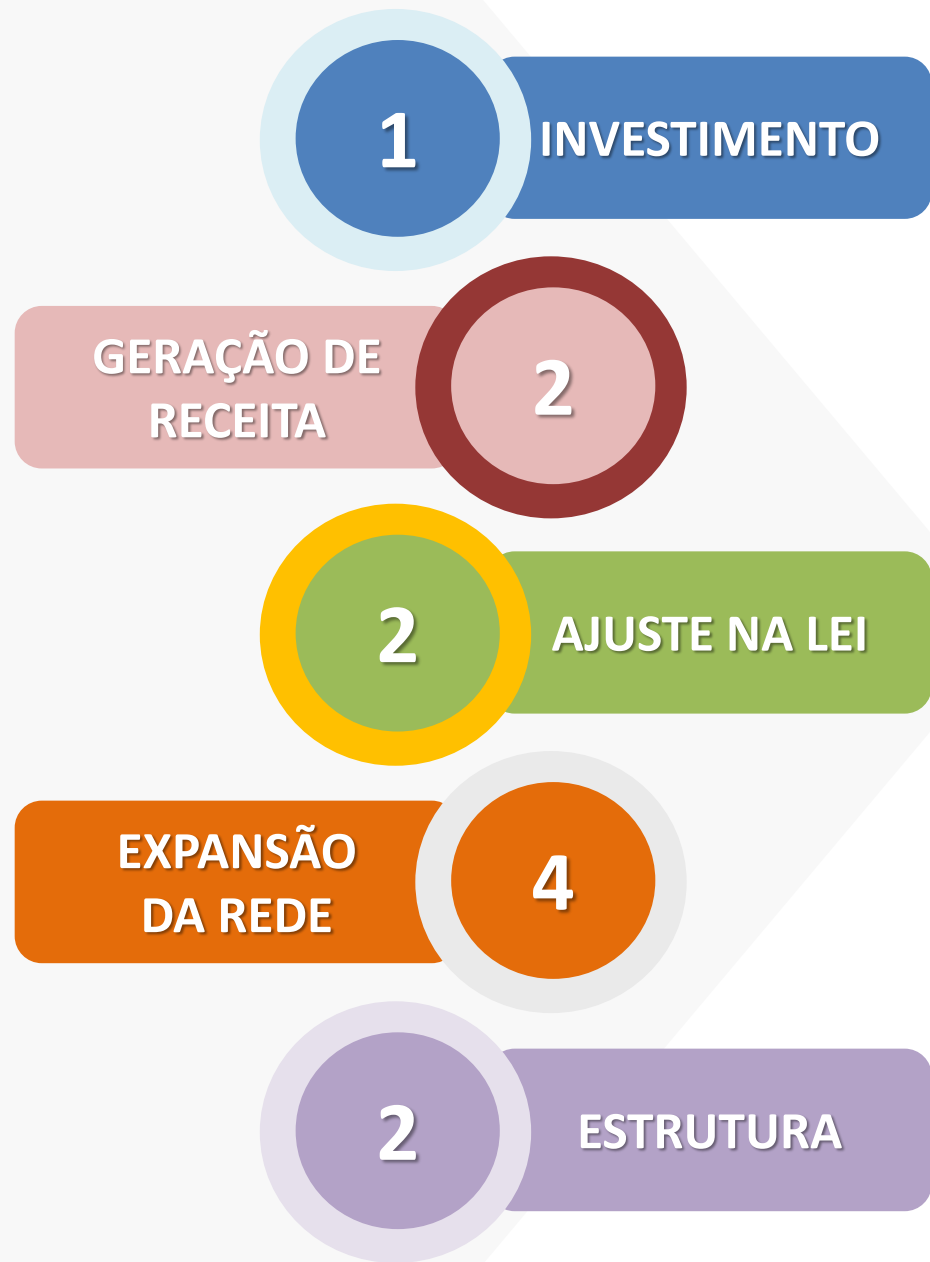 1
INVESTIMENTO
GERAÇÃO DE
RECEITA
2
2
AJUSTE NA LEI
EXPANSÃO
DA REDE
4
2
ESTRUTURA